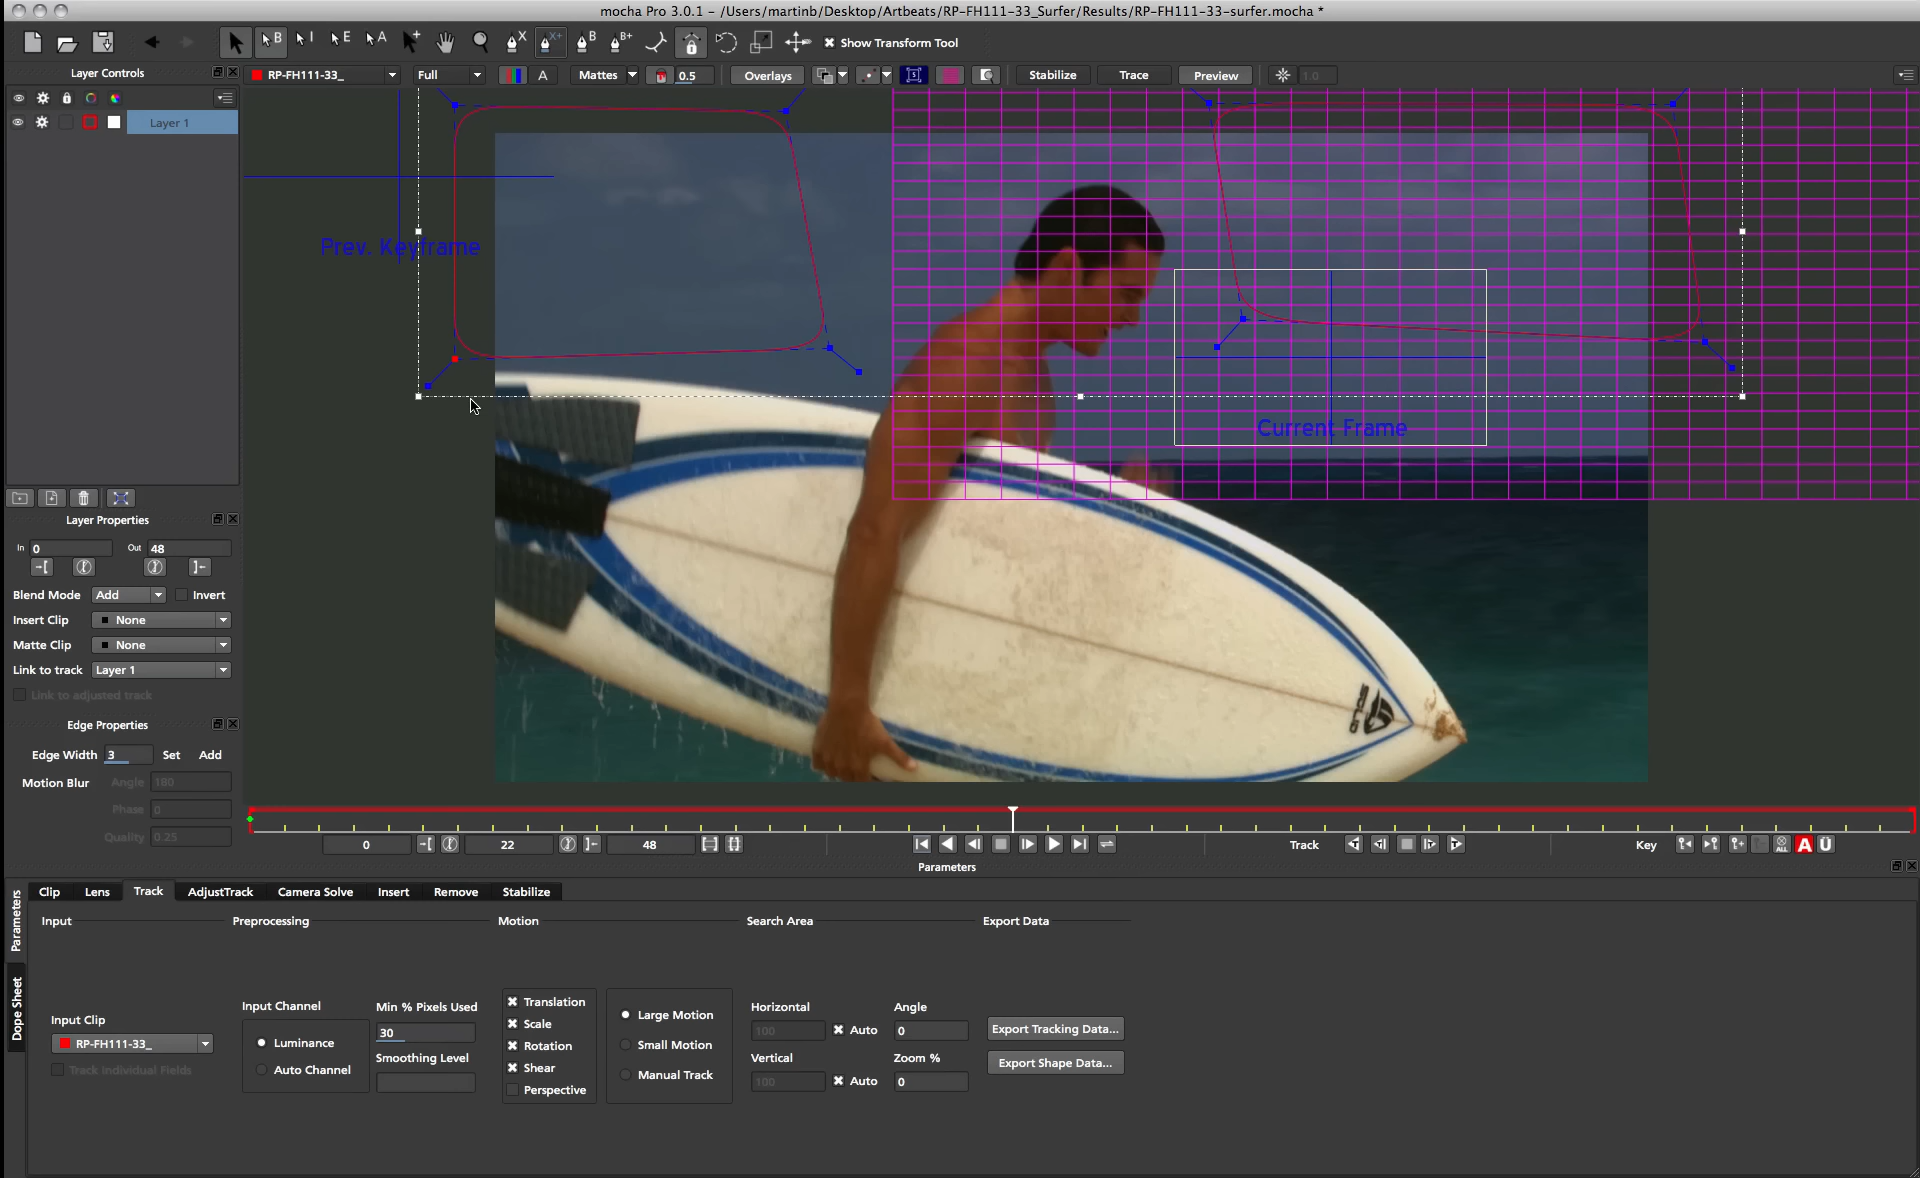 mocha Pro 3.0.1 - /Users/martinb/Desktop/Artbeats/RP-FH111-33_Surfer/Results/RP-FH111-33-surfer.mocha *
X B I E A X X+ B B+ Show Transform Tool
Layer Controls
RP-FH111-33_ Full A Mattes 0.5 Overlays Stabilize Trace Preview 1.0
Layer 1
Prev. Keyframe
Current Frame
Layer Properties
In 0 Out 48
Blend Mode Add Invert
Insert Clip None
Matte Clip None
Link to track Layer 1
Link to adjusted track
Edge Properties
Edge Width 3 Set Add
Motion Blur Angle 180
Phase 0
Quality 0.25
0 22 48 Track Key ALL A Ü
Parameters
Parameters
Dope Sheet
Clip Lens Track AdjustTrack Camera Solve Insert Remove Stabilize
Input Preprocessing Motion Search Area Export Data
Input Clip
RP-FH111-33_
Track Individual Fields
Input Channel
Luminance
Auto Channel
Min % Pixels Used
30
Smoothing Level
Translation
Scale
Rotation
Shear
Perspective
Large Motion
Small Motion
Manual Track
Horizontal
100 Auto
Vertical
100 Auto
Angle
0
Zoom %
0
Export Tracking Data...
Export Shape Data...